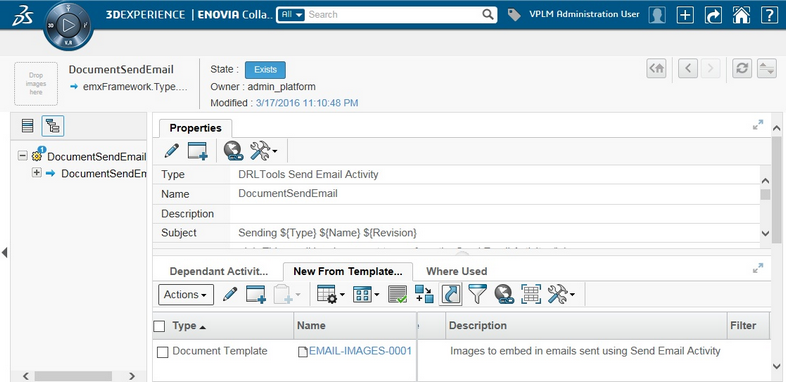 3DEXPERIENCE | ENOVIA Colla... All Search VPLM Administration User
3D V.R
Drop images here
DocumentSendEmail
emxFramework.Type....
State : Exists
Owner : admin_platform
Modified : 3/17/2016 11:10:48 PM
1
DocumentSendEmail
DocumentSendEm
Properties
Type DRLTools Send Email Activity
Name DocumentSendEmail
Description
Subject Sending ${Type} ${Name} ${Revision}
Dependant Activit... New From Template... Where Used
Actions
Type Name Description Filter
Document Template EMAIL-IMAGES-0001 Images to embed in emails sent using Send Email Activity